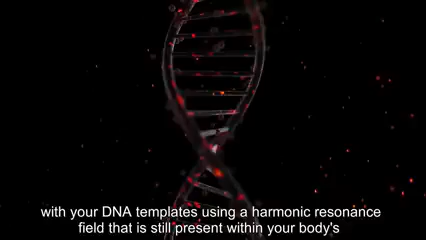 with your DNA templates using a harmonic resonance
field that is still present within your body's